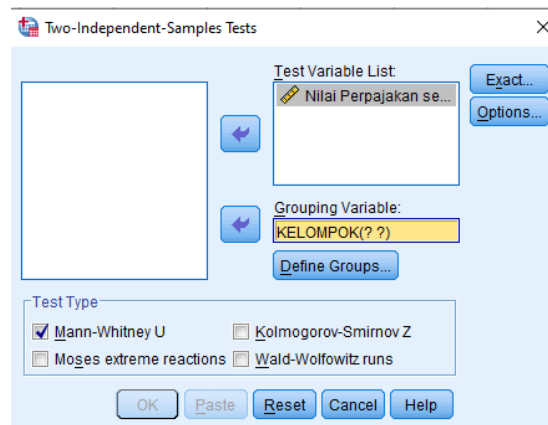 Two-Independent-Samples Tests
Test Variable List:
Nilai Perpajakan se...
Exact...
Options...
Grouping Variable:
KELOMPOK(? ?)
Define Groups...
Test Type
Mann-Whitney U
Kolmogorov-Smirnov Z
Moses extreme reactions
Wald-Wolfowitz runs
OK
Paste
Reset
Cancel
Help